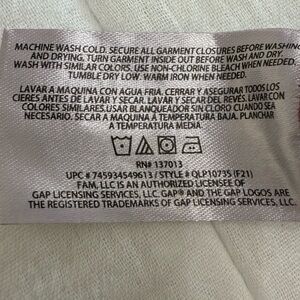 MACHINE WASH COLD. SECURE ALL GARMENT CLOSURES BEFORE WASHING
AND DRYING. TURN GARMENT INSIDE OUT BEFORE WASH AND DRY.
WASH WITH SIMILAR COLORS. USE NON-CHLORINE BLEACH WHEN NEEDED.
TUMBLE DRY LOW. WARM IRON WHEN NEEDED.
LAVAR A MAQUINA CON AGUA FRIA. CERRAR Y ASEGURAR TODOS LOS
CIERES ANTES DE LAVAR Y SECAR. LAVAR Y SECAR DEL REVES. LAVAR CON
COLORES SIMILARES. USAR BLANQUEADOR SIN CLORO CUANDO SEA
NECESARIO. SECAR A MAQUINA A TEMPERATURA BAJA. PLANCHAR
A TEMPERATURA MEDIA.
RN# 137013
UPC # 745934549613 / STYLE # QLP10735 (F21)
FAM, LLC IS AN AUTHORIZED LICENSEE OF
GAP LICENSING SERVICES, LLC. GAP® AND THE GAP LOGOS ARE
THE REGISTERED TRADEMARKS OF GAP LICENSING SERVICES, LLC.